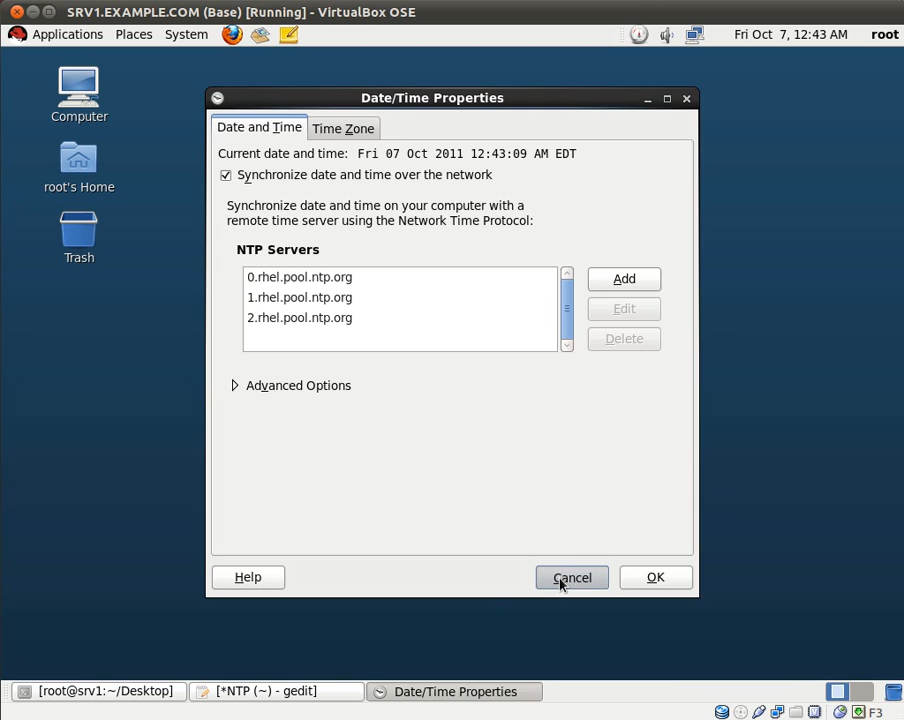 SRV1.EXAMPLE.COM (Base) [Running] - VirtualBox OSE
Applications Places System Fri Oct 7, 12:43 AM root
Computer
root's Home
Trash
Date/Time Properties
Date and Time Time Zone
Current date and time: Fri 07 Oct 2011 12:43:09 AM EDT
Synchronize date and time over the network
Synchronize date and time on your computer with a
remote time server using the Network Time Protocol:
NTP Servers
0.rhel.pool.ntp.org
1.rhel.pool.ntp.org
2.rhel.pool.ntp.org
Add
Edit
Delete
Advanced Options
Help Cancel OK
[root@srv1:~/Desktop] [*NTP (~) - gedit] Date/Time Properties
F3